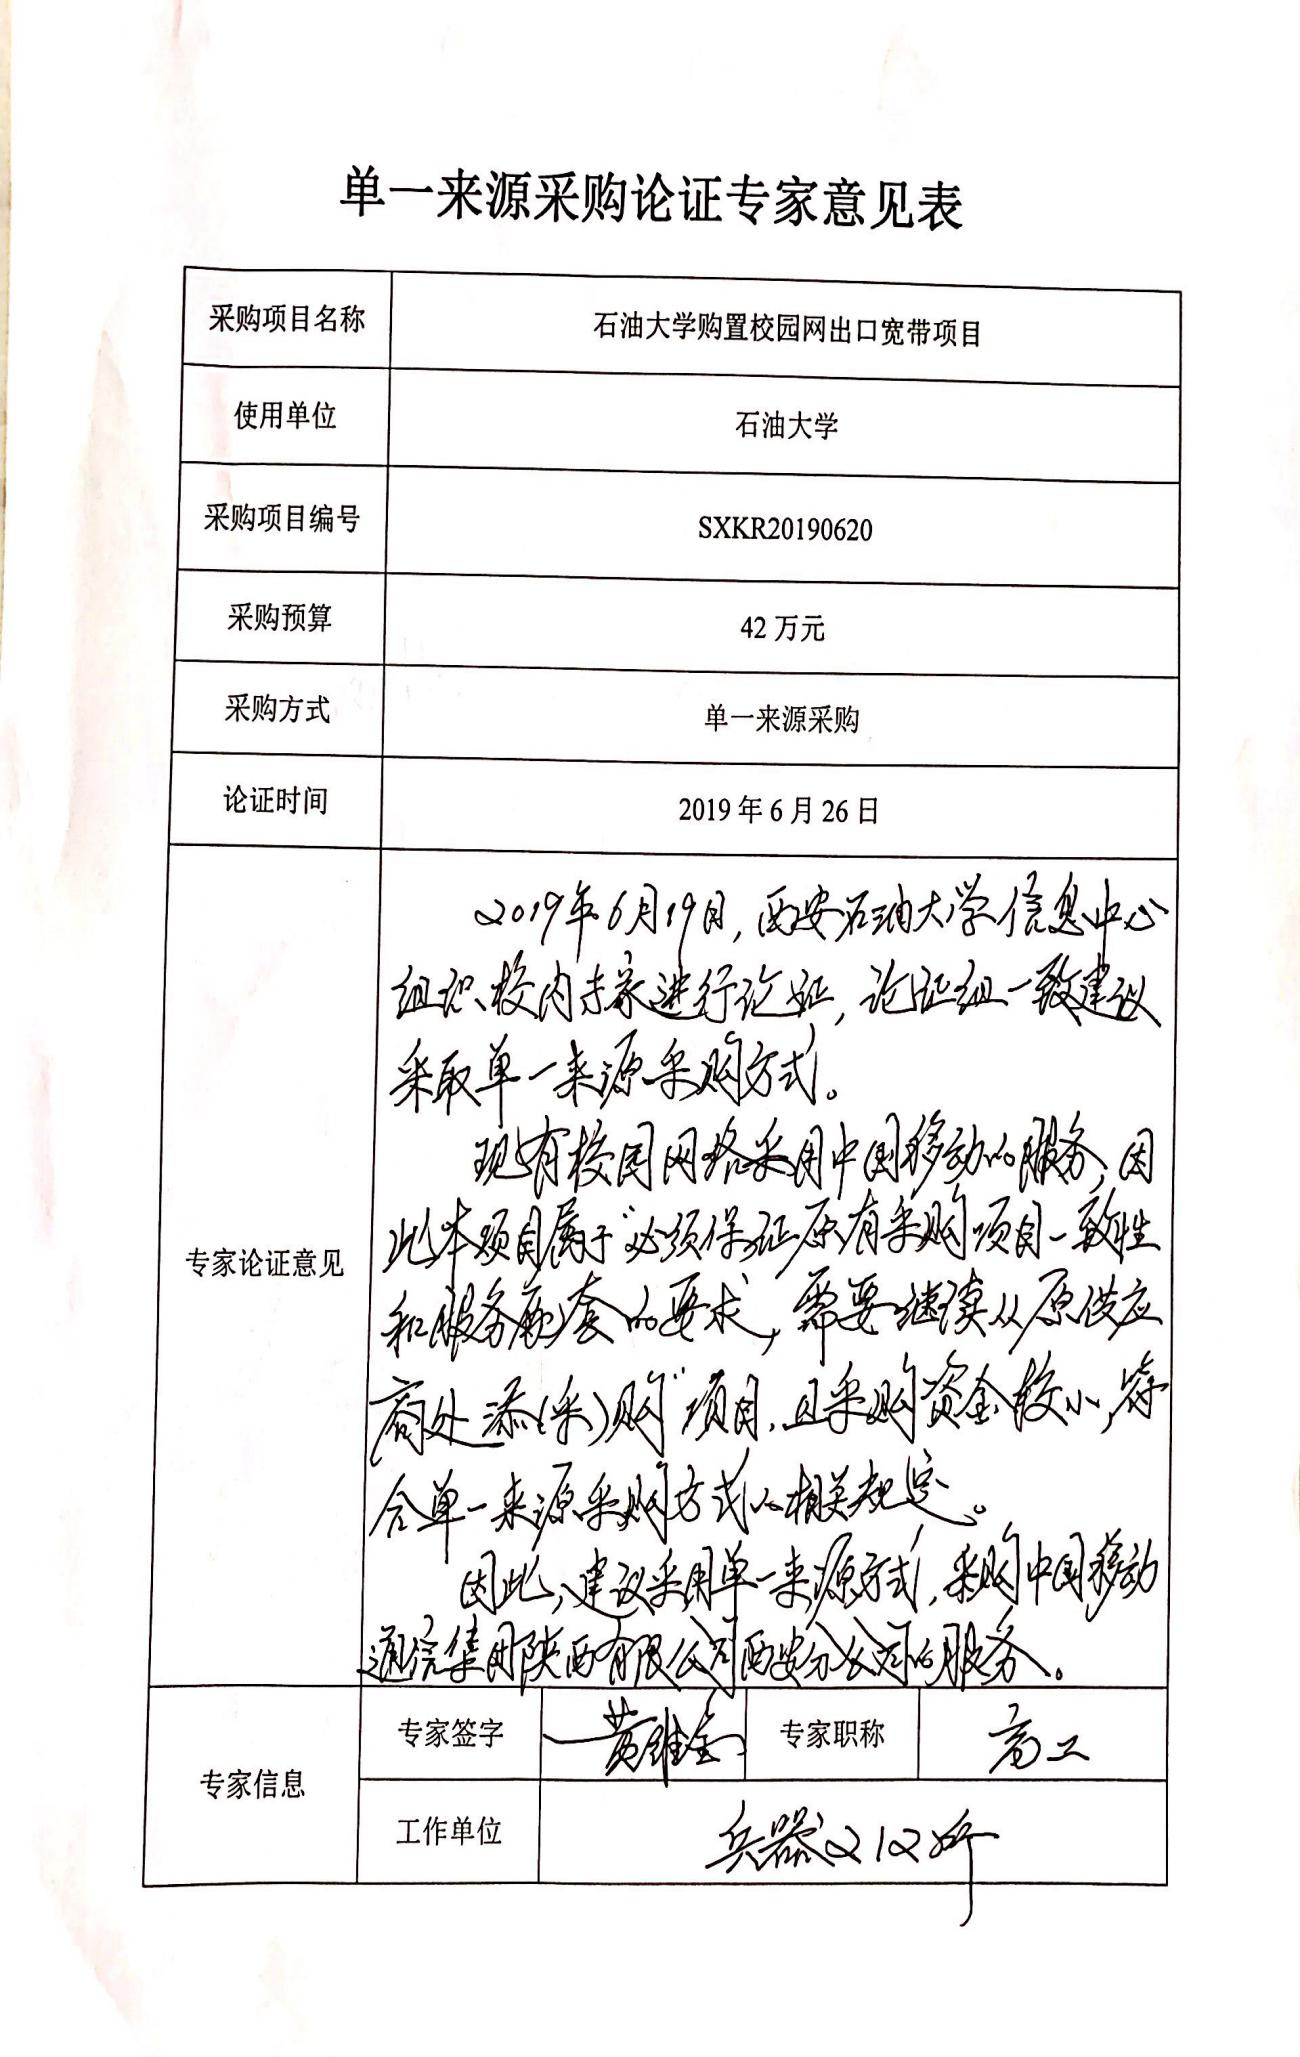 单一来源采购论证专家意见表
采购项目名称 石油大学购置校园网出口宽带项目
使用单位 石油大学
采购项目编号 SXKR20190620
采购预算 42 万元
采购方式 单一来源采购
论证时间 2019 年 6 月 26 日
专家论证意见
2019年6月19日,西安石油大学信息中心
组织校内专家进行论证,论证组一致建议
采取单一来源采购方式。
现有校园网络采用中国移动的服务,因
此本项目属于“必须保证原有采购项目一致性
和服务配套的要求,需要继续从原供应
商处添(采)购”项目,且采购资金较小,符
合单一来源采购方式的相关规定。
因此,建议采用单一来源方式,采购中国移动
通信集团陕西有限公司西安分公司的服务。
专家信息
专家签字 黄维金 专家职称 高工
工作单位 兵器212所